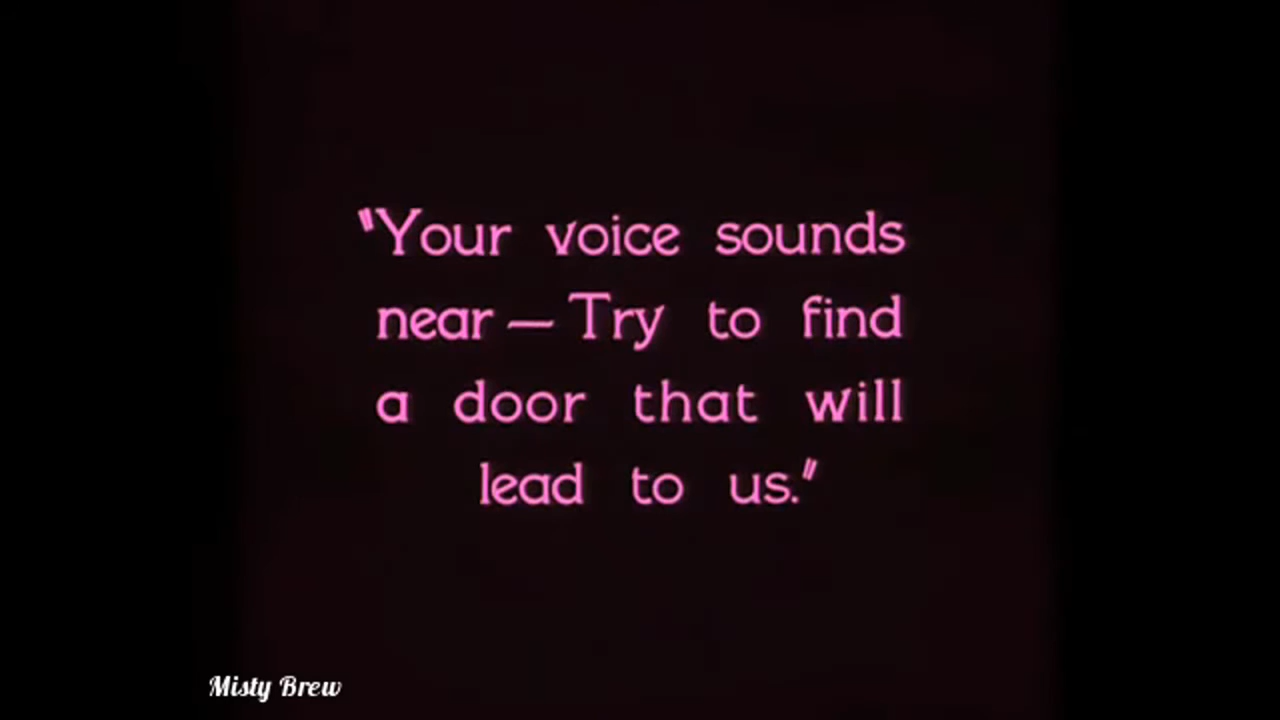 "Your voice sounds
near — Try to find
a door that will
lead to us."
Misty Brew